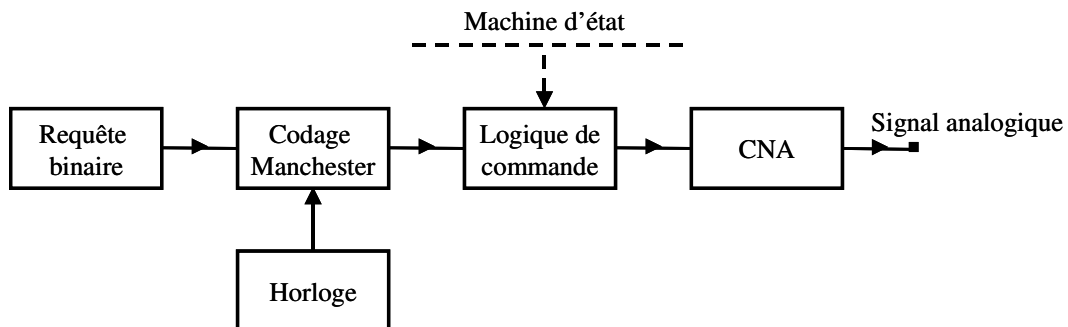 Machine d'état
Requête
binaire
Codage
Manchester
Logique de
commande
CNA
Signal analogique
Horloge